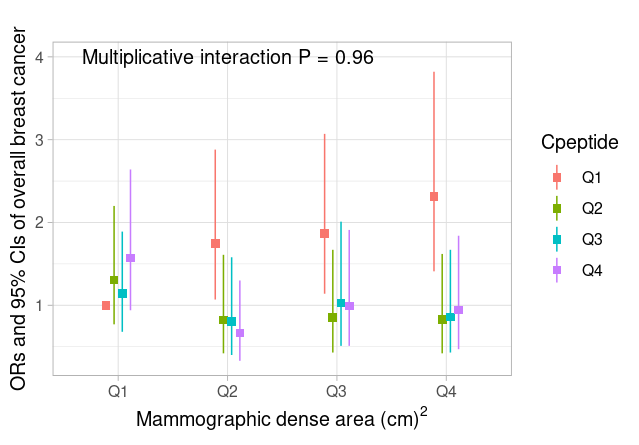 Multiplicative interaction P = 0.96
ORs and 95% CIs of overall breast cancer
4
3
2
1
Q1 Q2 Q3 Q4
Mammographic dense area (cm)²
Cpeptide
Q1
Q2
Q3
Q4